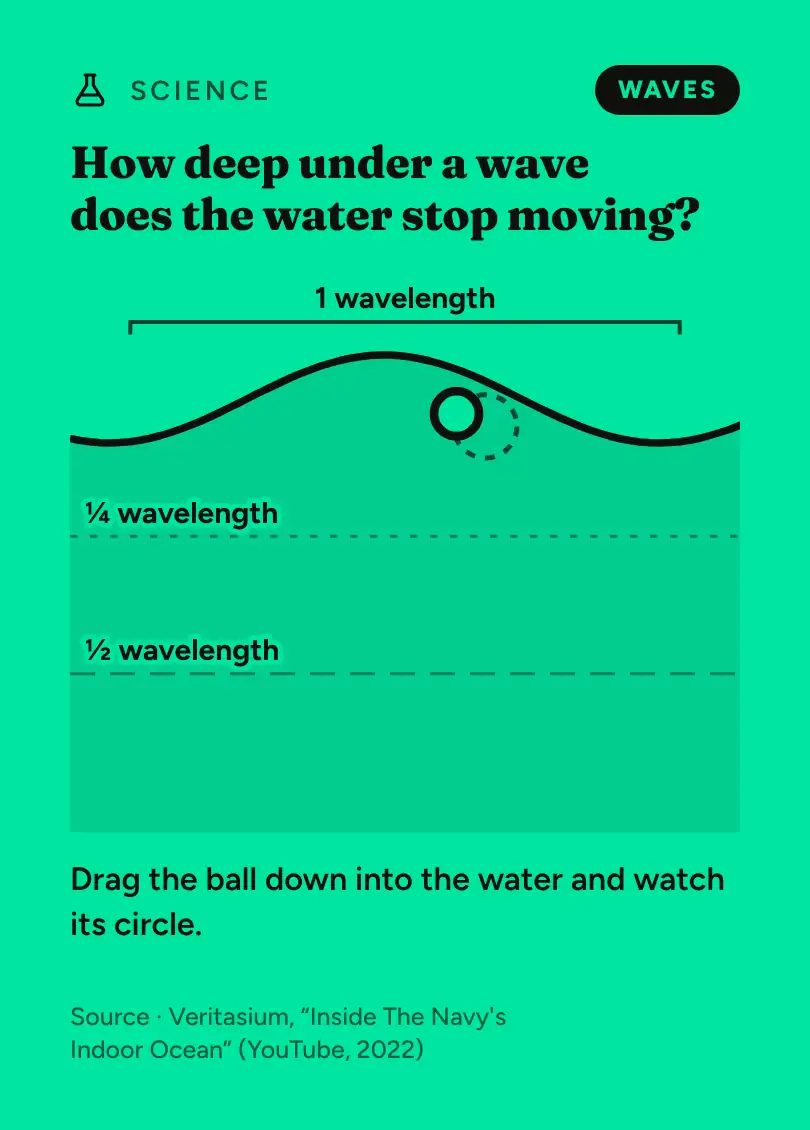 SCIENCE
WAVES
How deep under a wave
does the water stop moving?
1 wavelength
¼ wavelength
½ wavelength
Drag the ball down into the water and watch
its circle.
Source · Veritasium, “Inside The Navy's
Indoor Ocean” (YouTube, 2022)